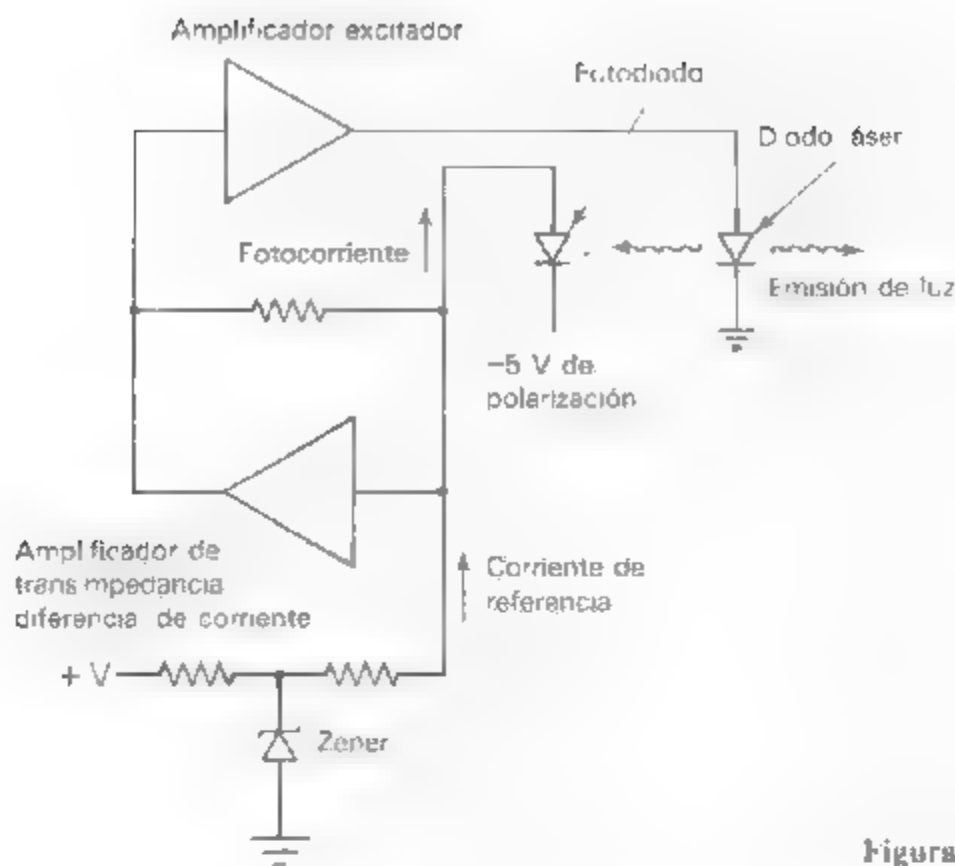 Amplificador excitador
Fotodiodo
Diodo láser
Fotocorriente
Emisión de luz
−5 V de
polarización
Amplificador de
transimpedancia
diferencia de corriente
Corriente de
referencia
+ V
Zener
Figura